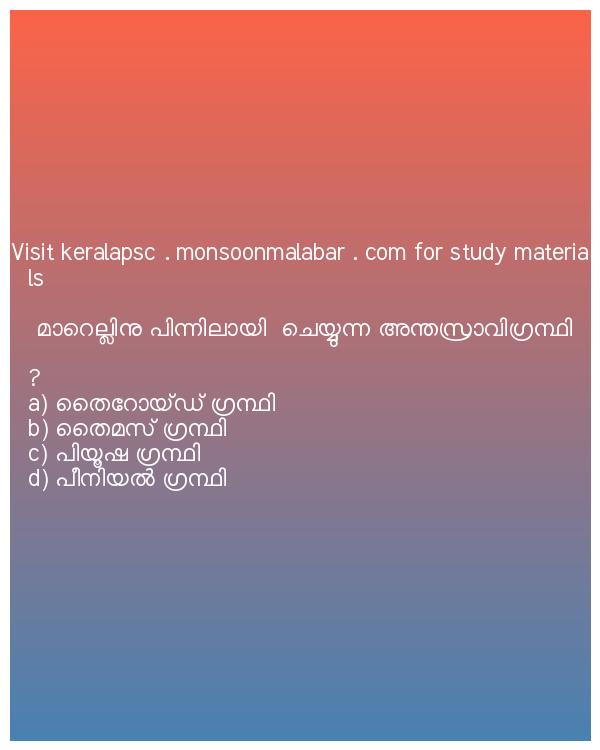 Visit keralapsc . monsoonmalabar . com for study materia
ls
മാറെല്ലിനു പിന്നിലായി ചെയ്യുന്ന അന്തസ്രാവിഗ്രന്ഥി
?
a) തൈറോയ്ഡ് ഗ്രന്ഥി
b) തൈമസ് ഗ്രന്ഥി
c) പിയൂഷ ഗ്രന്ഥി
d) പീനിയൽ ഗ്രന്ഥി